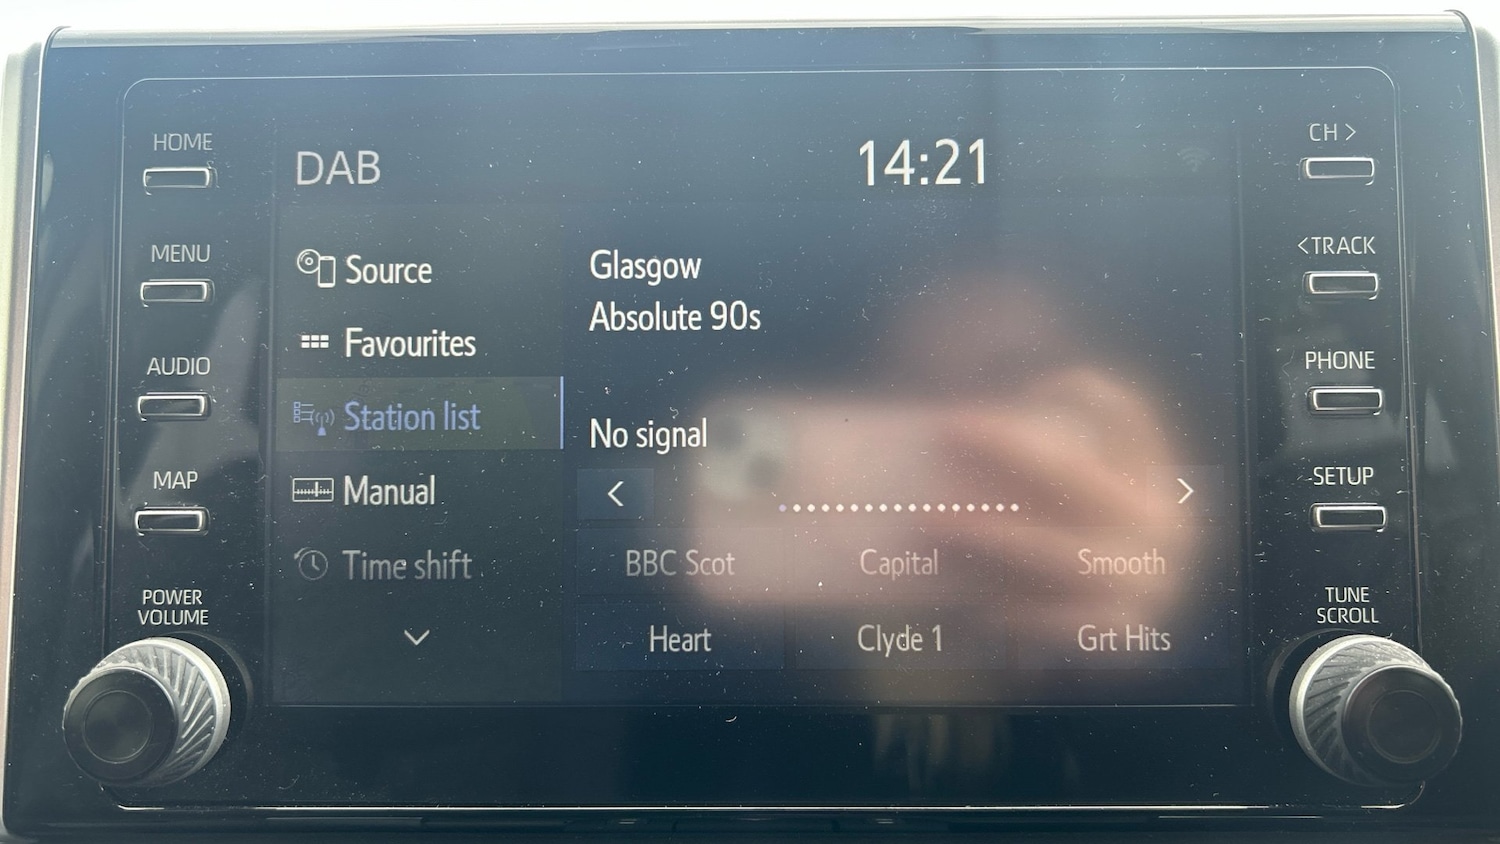 HOME
MENU
AUDIO
MAP
POWER
VOLUME
DAB
14:21
Source
Favourites
Station list
Manual
Time shift
Glasgow
Absolute 90s
No signal
BBC Scot
Capital
Smooth
Heart
Clyde 1
Grt Hits
CH >
< TRACK
PHONE
SETUP
TUNE
SCROLL